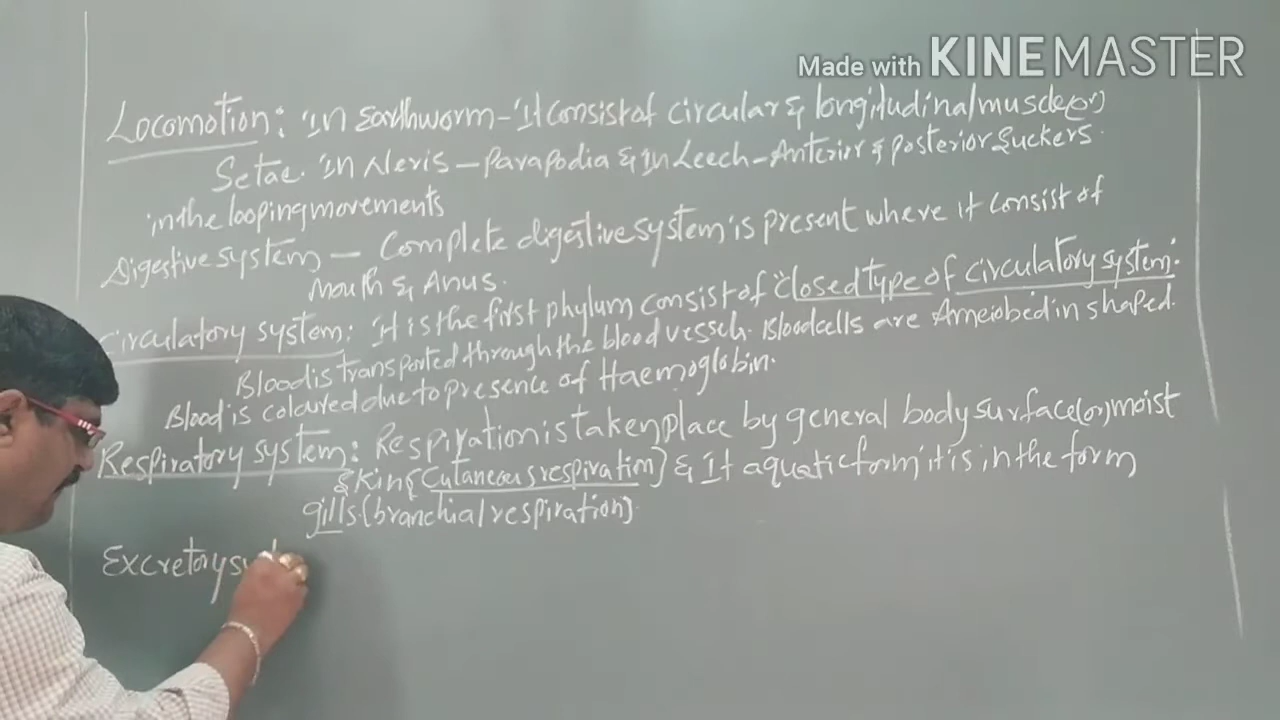 Made with KINEMASTER
Locomotion: In Earthworm - It consist of circular & longitudinal muscle (or)
Setae. In Neris - Parapodia & In Leech - Anterior & posterior Suckers
in the looping movements
Digestive system - Complete digestive system is present where it consist of
Mouth & Anus.
Circulatory system: It is the first phylum consist of "Closed type of circulatory system:
Blood is transported through the blood vessels. Blood cells are Ameiobed in shaped.
Blood is coloured due to presence of Haemoglobin.
Respiratory system: Respiration is taken place by general body surface (or) moist
skin { Cutaneous respiration } & It aquatic form it is in the form
gills. (branchial respiration)
Excretory sy